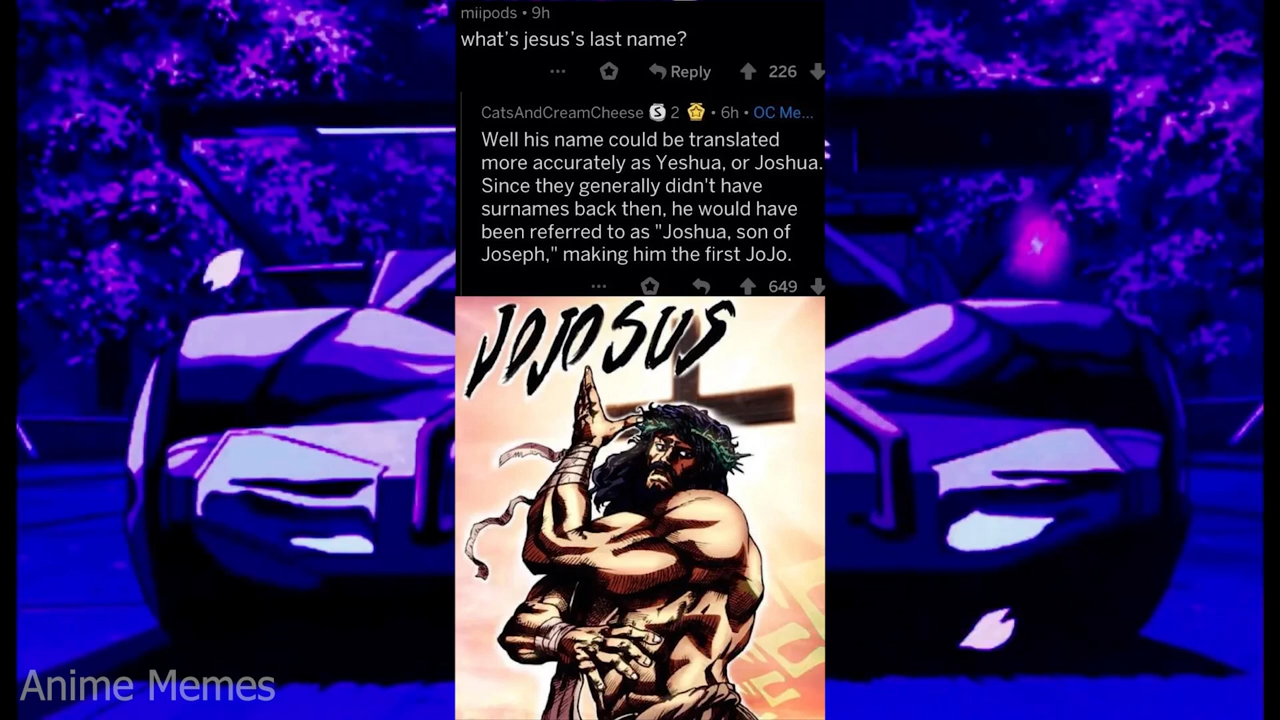 miipods • 9h
what's jesus's last name?
Reply 226
CatsAndCreamCheese S 2 • 6h • OC Me...
Well his name could be translated
more accurately as Yeshua, or Joshua.
Since they generally didn't have
surnames back then, he would have
been referred to as "Joshua, son of
Joseph," making him the first JoJo.
649
JOJOSUS
Anime Memes